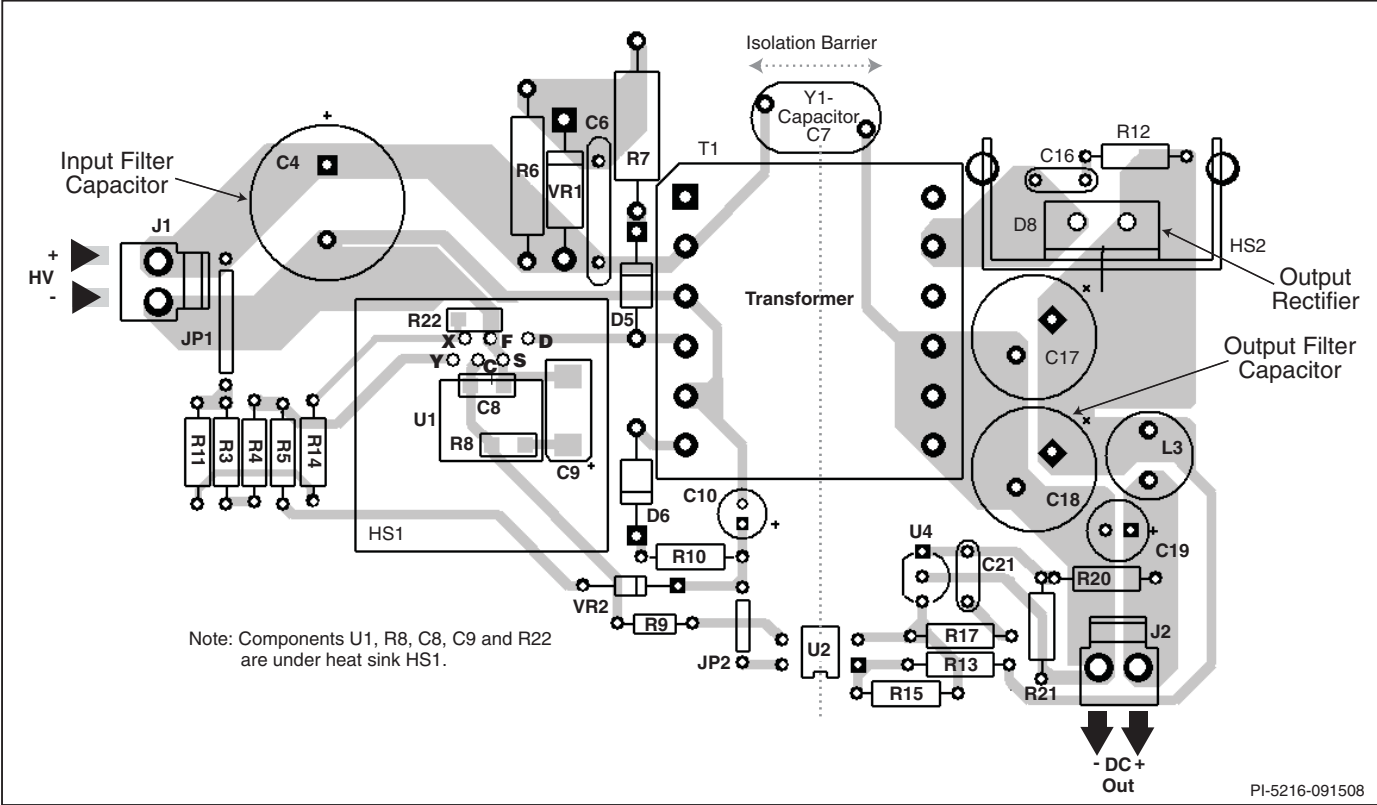 Isolation Barrier
Y1-
Capacitor
C7
+
C4
Input Filter
Capacitor
J1
+
HV
-
JP1
R6
VR1
C6
R7
T1
R12
C16
D8
HS2
Output
Rectifier
Transformer
D5
R22
X
F
D
Y
C
S
C8
U1
R8
C9
+
HS1
C17
Output Filter
Capacitor
C18
L3
R11
R3
R4
R5
R14
D6
C10
+
R10
VR2
R9
JP2
U2
U4
C21
C19
+
R20
R17
R13
R15
R21
J2
Note: Components U1, R8, C8, C9 and R22
are under heat sink HS1.
- DC +
Out
PI-5216-091508